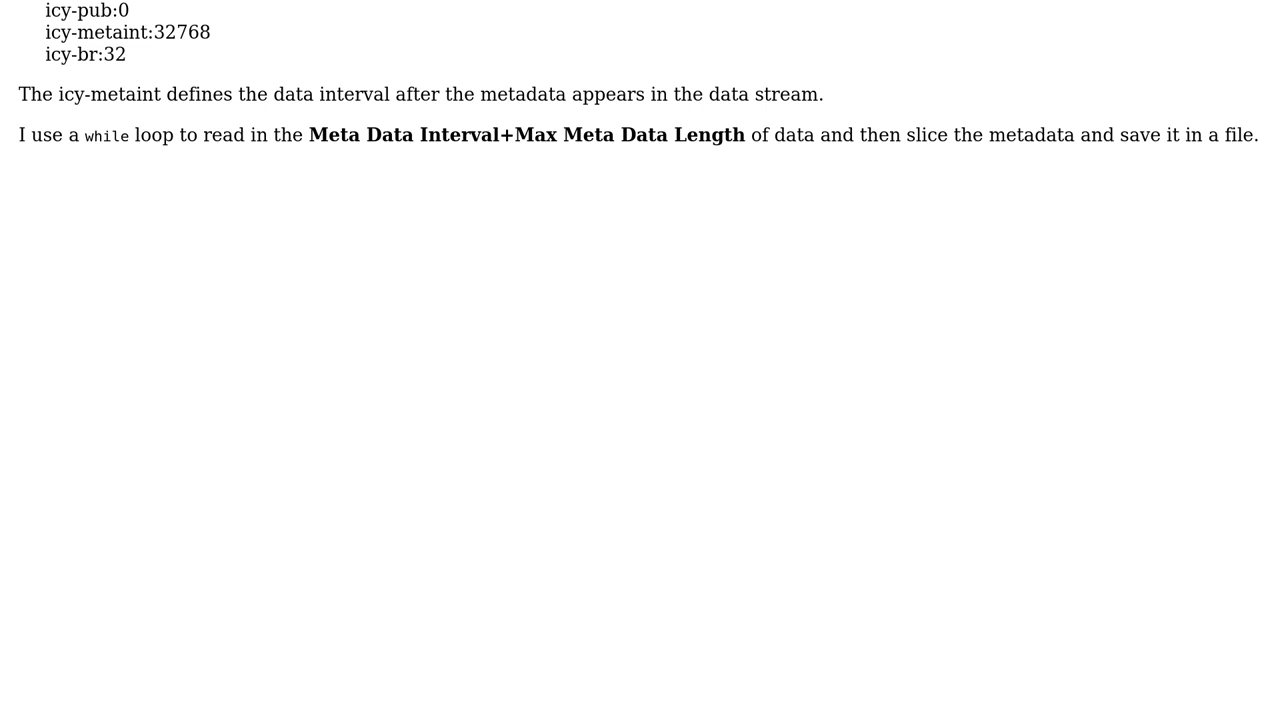 icy-pub:0
icy-metaint:32768
icy-br:32
The icy-metaint defines the data interval after the metadata appears in the data stream.
I use a while loop to read in the Meta Data Interval+Max Meta Data Length of data and then slice the metadata and save it in a file.